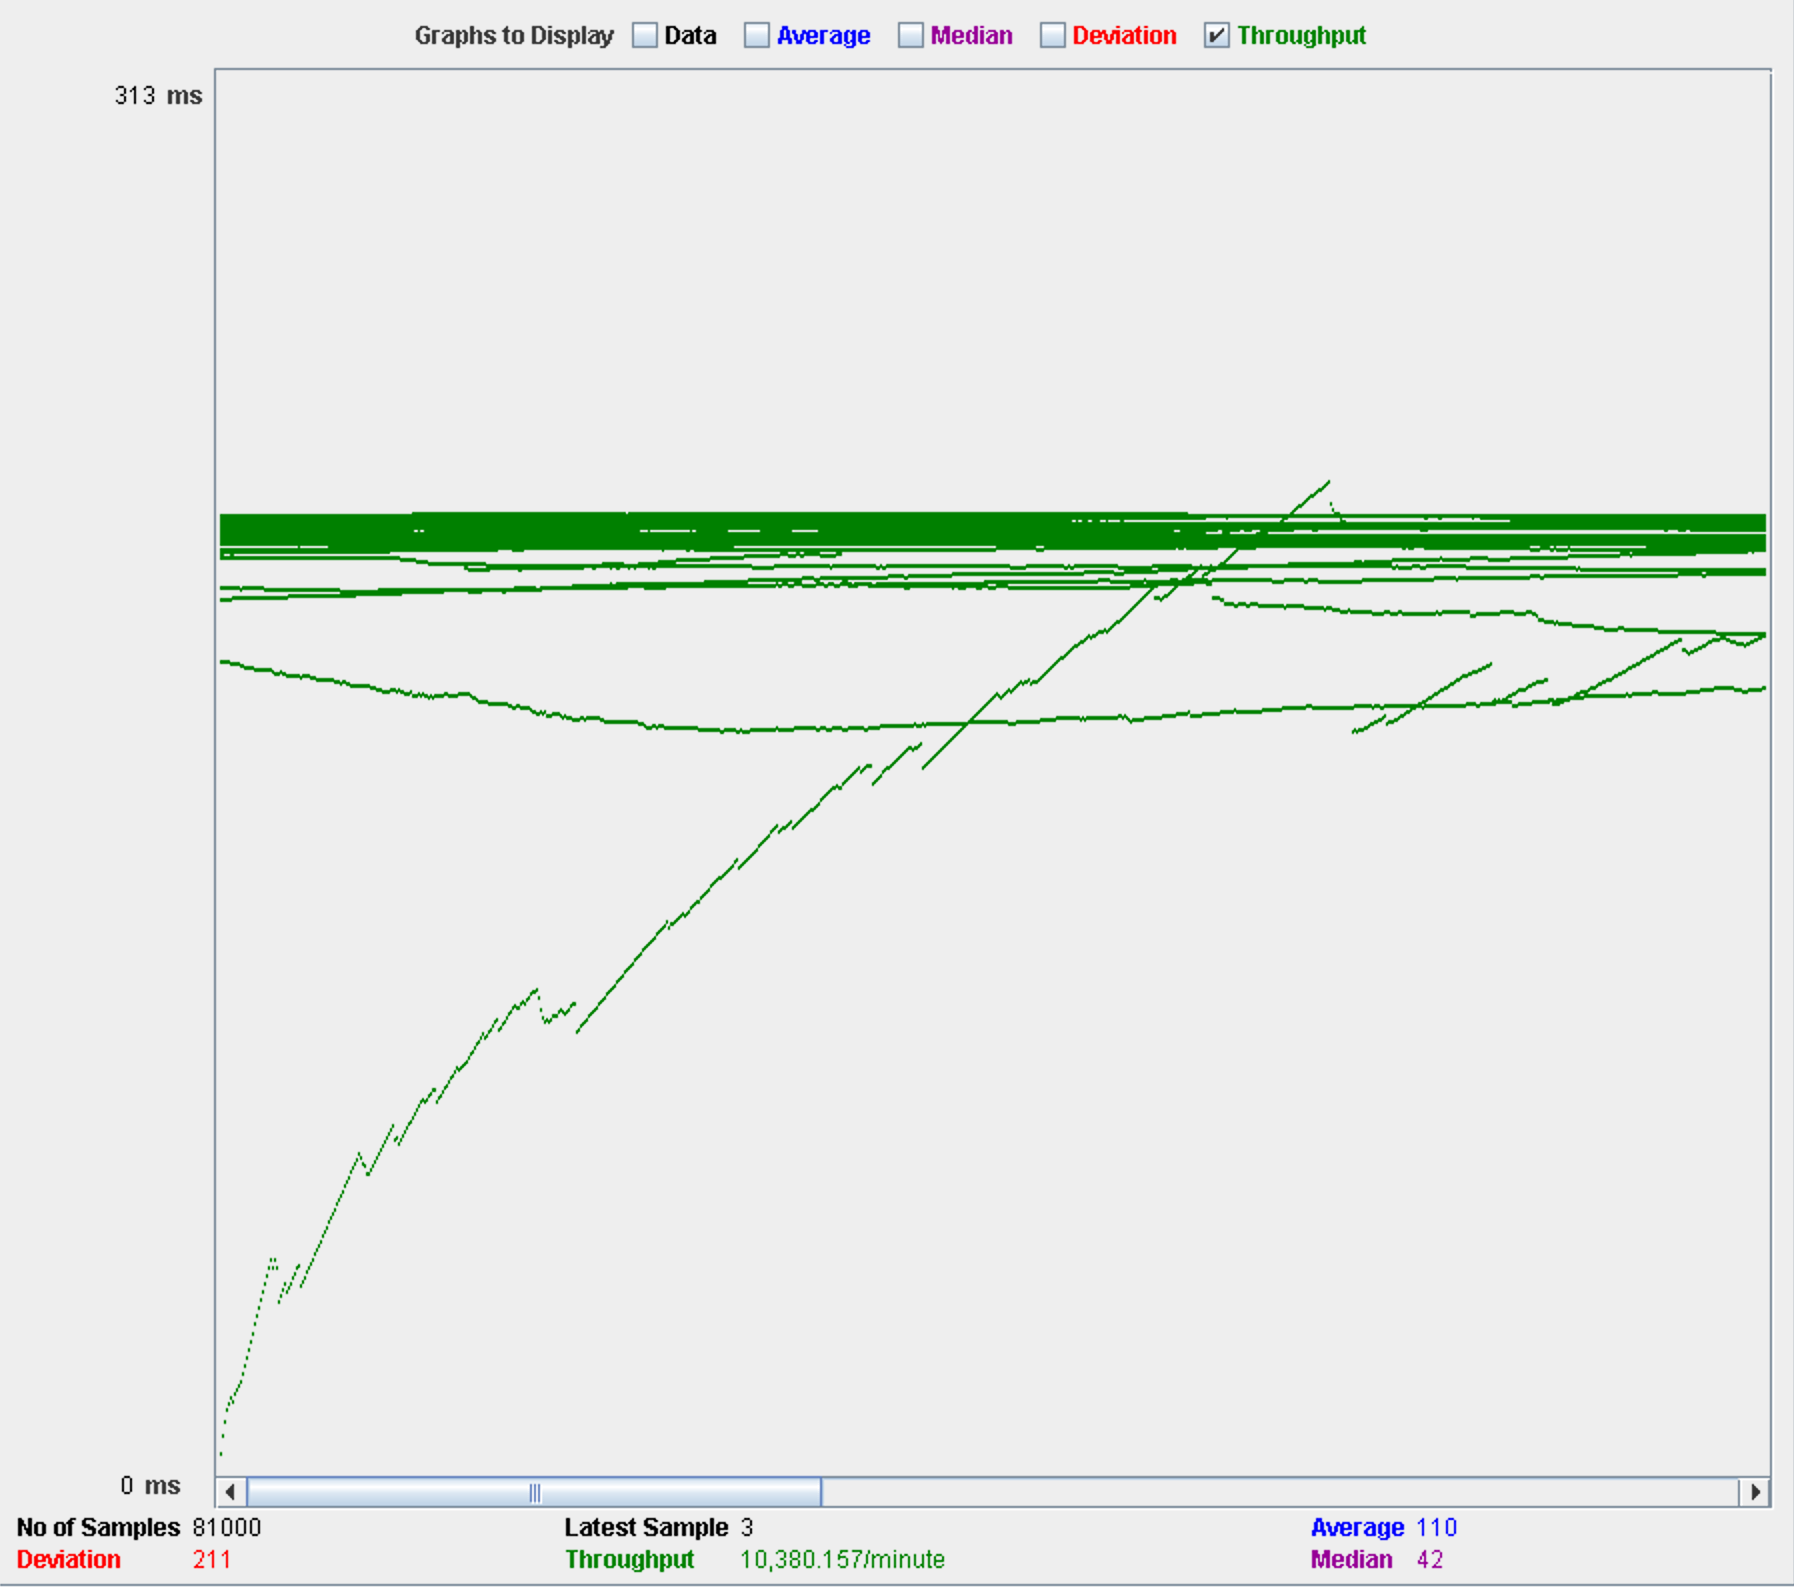 Graphs to Display Data Average Median Deviation Throughput
313 ms
0 ms
No of Samples 81000 Latest Sample 3 Average 110
Deviation 211 Throughput 10,380.157/minute Median 42